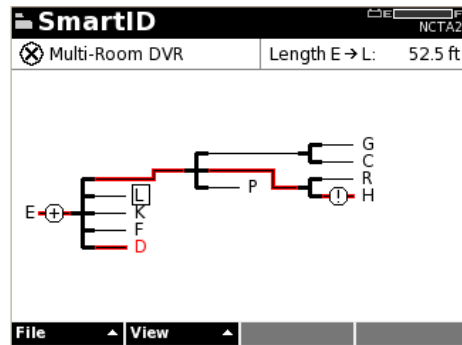 SmartID
E F
NCTA2
Multi-Room DVR
Length E → L: 52.5 ft
G
C
R
H
P
L
K
E
F
D
File
View